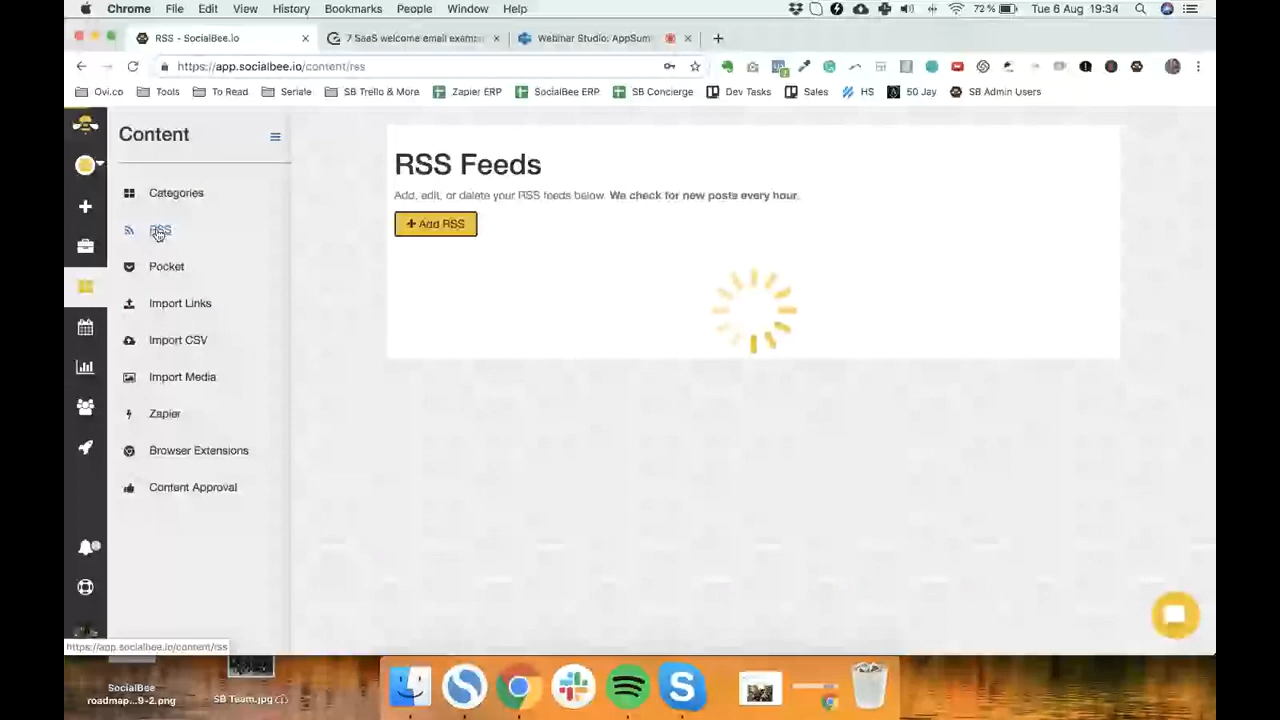 Chrome File Edit View History Bookmarks People Window Help 72% Tue 6 Aug 19:34
RSS - SocialBee.io
7 SaaS welcome email exam
Webinar Studio: AppSum
https://app.socialbee.io/content/rss
Ovi.co Tools To Read Seriale SB Trello & More Zapier ERP SocialBee ERP SB Concierge Dev Tasks Sales HS 50 Jay SB Admin Users
Content
Categories
RSS
Pocket
Import Links
Import CSV
Import Media
Zapier
Browser Extensions
Content Approval
RSS Feeds
Add, edit, or delete your RSS feeds below. We check for new posts every hour.
+ Add RSS
https://app.socialbee.io/content/rss
SocialBee
roadmap...9-2.png
SB Team.jpg